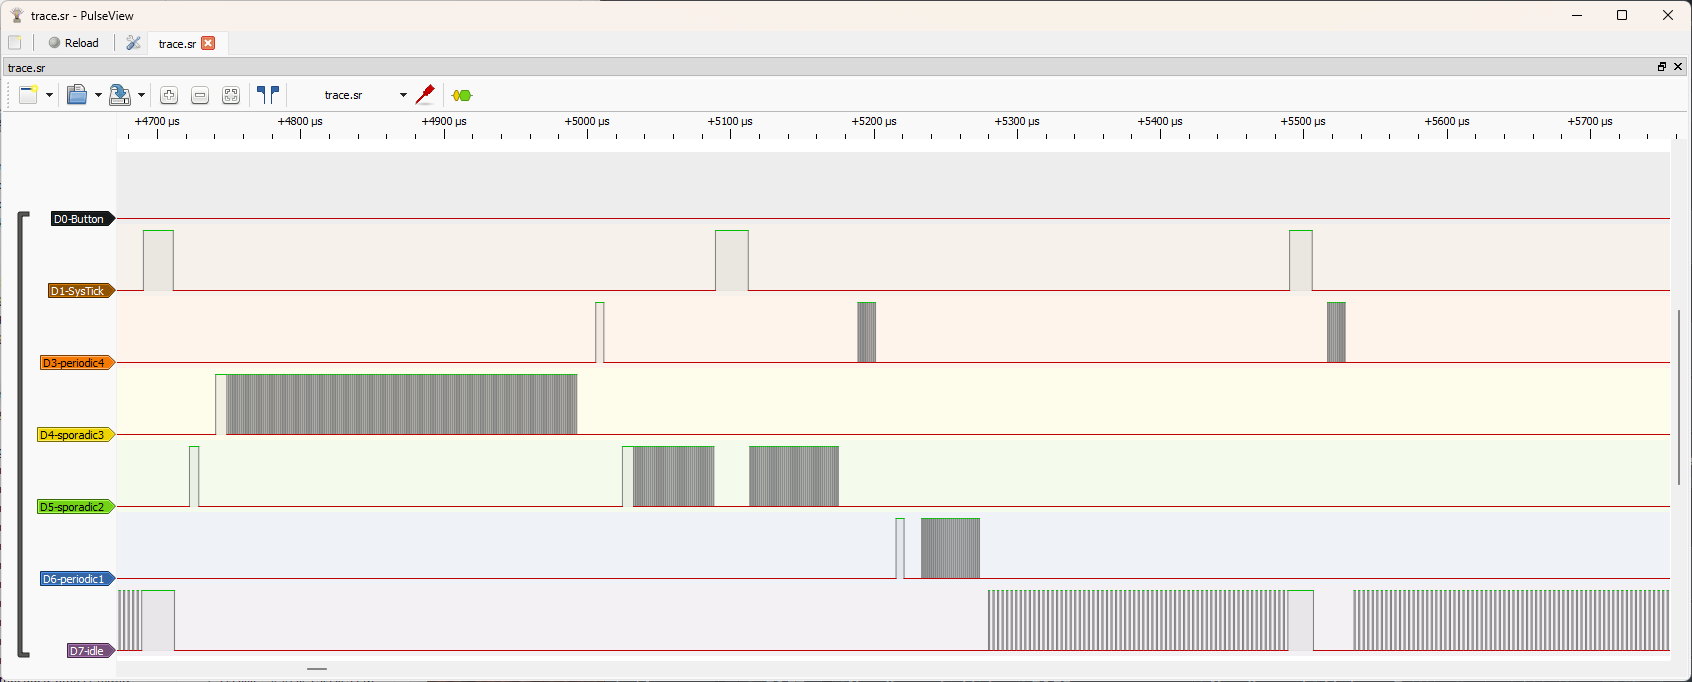 trace.sr - PulseView
Reload
trace.sr
trace.sr
trace.sr
+4700 µs +4800 µs +4900 µs +5000 µs +5100 µs +5200 µs +5300 µs +5400 µs +5500 µs +5600 µs +5700 µs
D0-Button
D1-SysTick
D3-periodic4
D4-sporadic3
D5-sporadic2
D6-periodic1
D7-idle